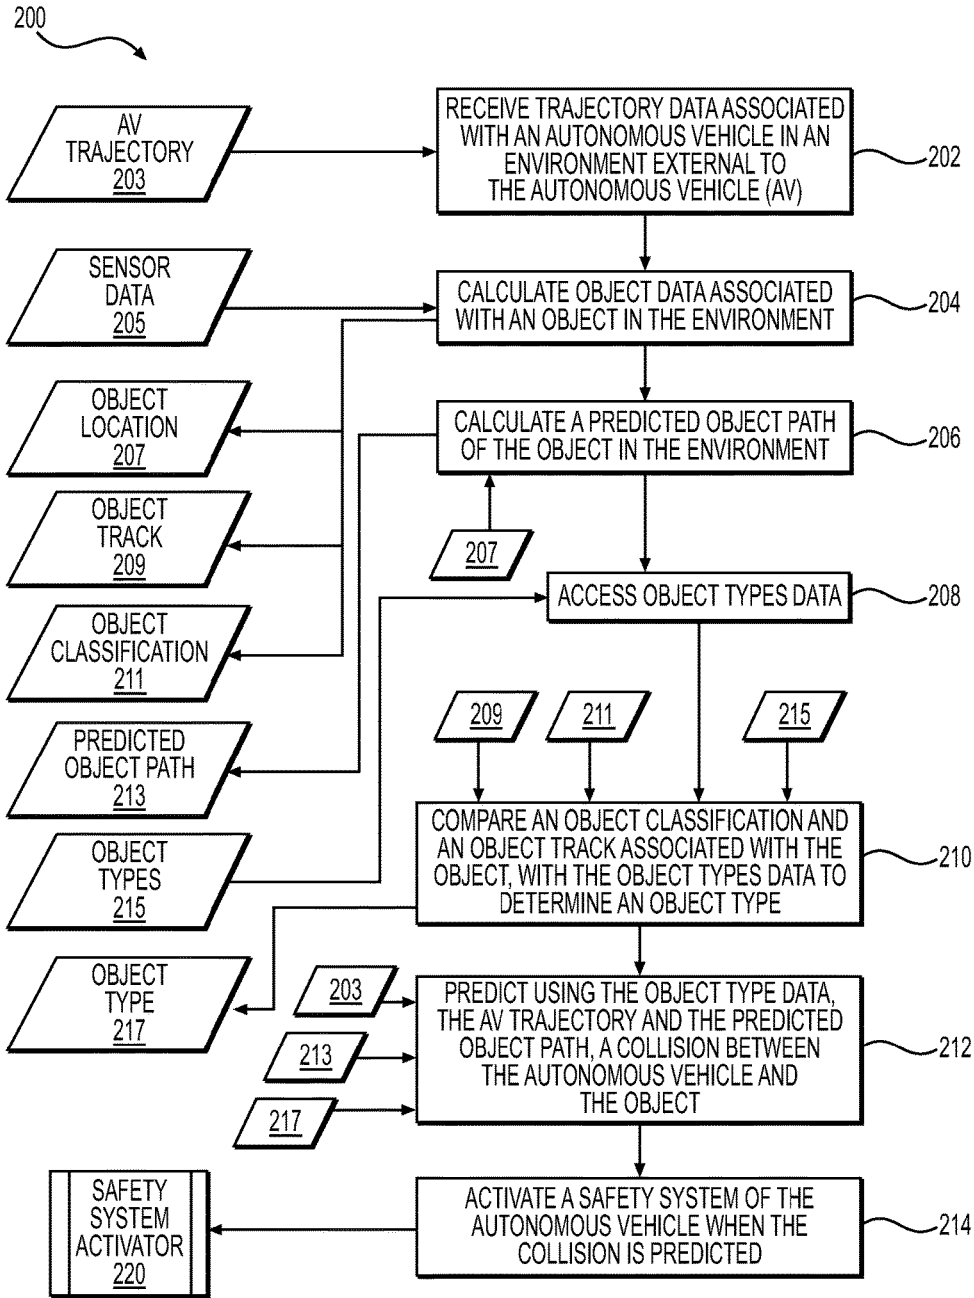 200
AV
TRAJECTORY
203
RECEIVE TRAJECTORY DATA ASSOCIATED
WITH AN AUTONOMOUS VEHICLE IN AN
ENVIRONMENT EXTERNAL TO
THE AUTONOMOUS VEHICLE (AV)
202
SENSOR
DATA
205
CALCULATE OBJECT DATA ASSOCIATED
WITH AN OBJECT IN THE ENVIRONMENT
204
OBJECT
LOCATION
207
CALCULATE A PREDICTED OBJECT PATH
OF THE OBJECT IN THE ENVIRONMENT
206
OBJECT
TRACK
209
207
ACCESS OBJECT TYPES DATA
208
OBJECT
CLASSIFICATION
211
PREDICTED
OBJECT PATH
213
209
211
215
OBJECT
TYPES
215
COMPARE AN OBJECT CLASSIFICATION AND
AN OBJECT TRACK ASSOCIATED WITH THE
OBJECT, WITH THE OBJECT TYPES DATA TO
DETERMINE AN OBJECT TYPE
210
OBJECT
TYPE
217
203
213
217
PREDICT USING THE OBJECT TYPE DATA,
THE AV TRAJECTORY AND THE PREDICTED
OBJECT PATH, A COLLISION BETWEEN
THE AUTONOMOUS VEHICLE AND
THE OBJECT
212
SAFETY
SYSTEM
ACTIVATOR
220
ACTIVATE A SAFETY SYSTEM OF THE
AUTONOMOUS VEHICLE WHEN THE
COLLISION IS PREDICTED
214